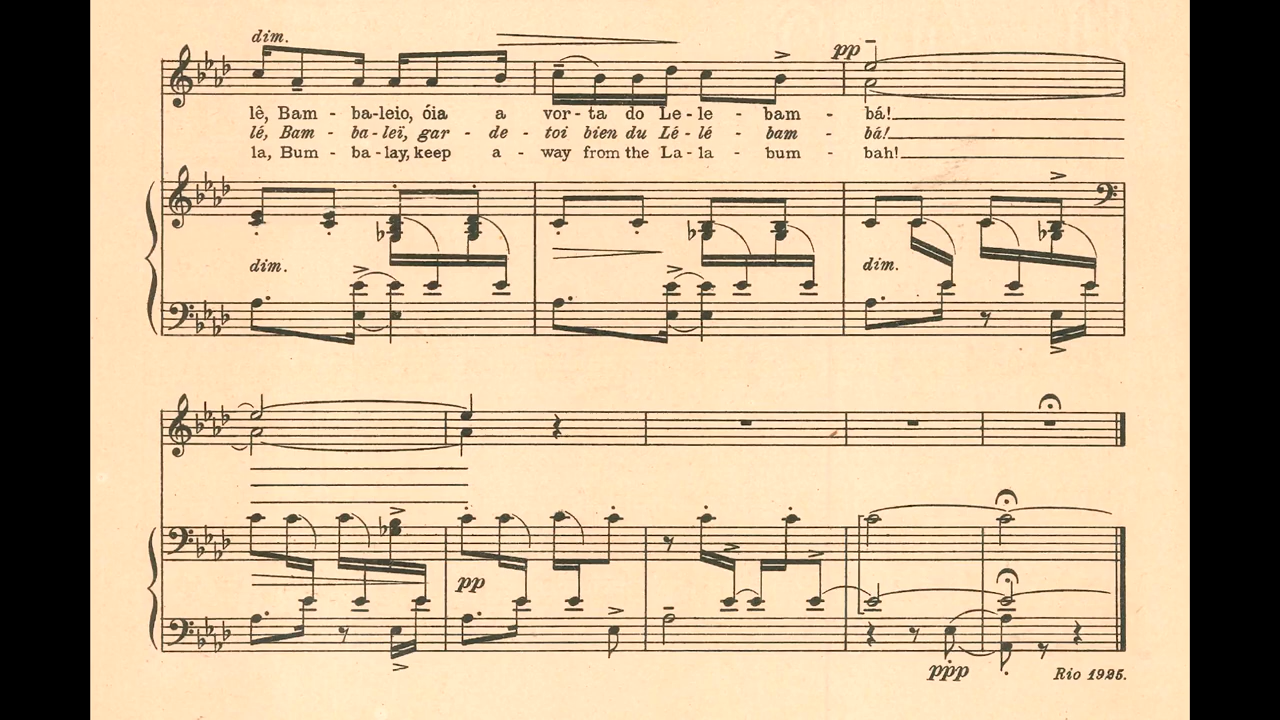 dim.
pp
lê, Bam - ba-leio, óia a vor-ta do Le-le - bam - bá!
lé, Bam - ba-leï, gar - de - toi bien du Lé-lé - bam - bá!
la, Bum - ba-lay, keep a - way from the La-la - bum - bah!
dim. dim.
pp
ppp
Rio 1925.